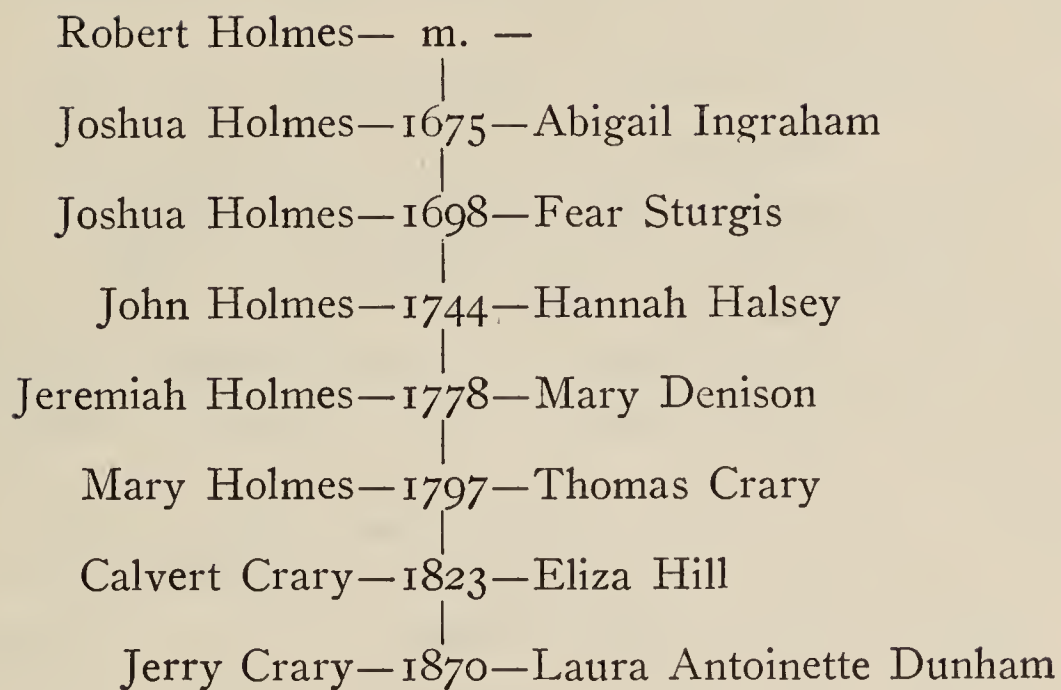 Robert Holmes— m. —
Joshua Holmes—1675—Abigail Ingraham
Joshua Holmes—1698—Fear Sturgis
John Holmes—1744—Hannah Halsey
Jeremiah Holmes—1778—Mary Denison
Mary Holmes—1797—Thomas Crary
Calvert Crary—1823—Eliza Hill
Jerry Crary—1870—Laura Antoinette Dunham